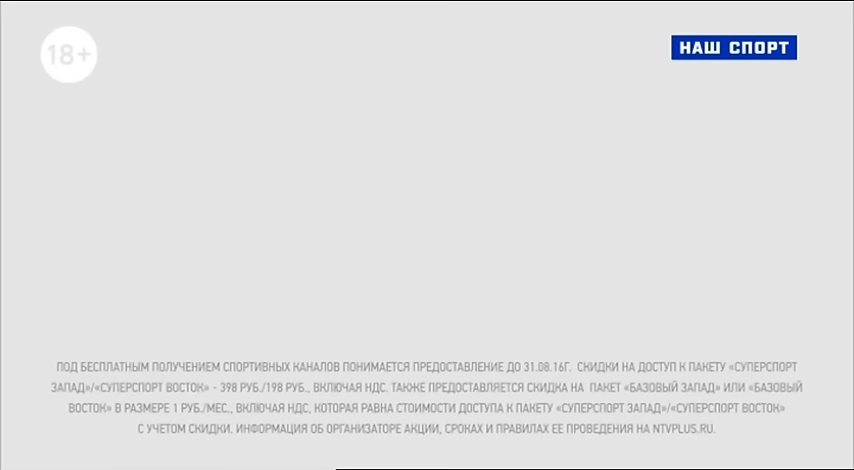 18+
НАШ СПОРТ
ПОД БЕСПЛАТНЫМ ПОЛУЧЕНИЕМ СПОРТИВНЫХ КАНАЛОВ ПОНИМАЕТСЯ ПРЕДОСТАВЛЕНИЕ ДО 31.08.16Г. СКИДКИ НА ДОСТУП К ПАКЕТУ «СУПЕРСПОРТ
ЗАПАД»/«СУПЕРСПОРТ ВОСТОК» - 398 РУБ./198 РУБ., ВКЛЮЧАЯ НДС. ТАКЖЕ ПРЕДОСТАВЛЯЕТСЯ СКИДКА НА ПАКЕТ «БАЗОВЫЙ ЗАПАД» ИЛИ «БАЗОВЫЙ
ВОСТОК» В РАЗМЕРЕ 1 РУБ./МЕС., ВКЛЮЧАЯ НДС, КОТОРАЯ РАВНА СТОИМОСТИ ДОСТУПА К ПАКЕТУ «СУПЕРСПОРТ ЗАПАД»/«СУПЕРСПОРТ ВОСТОК»
С УЧЕТОМ СКИДКИ. ИНФОРМАЦИЯ ОБ ОРГАНИЗАТОРЕ АКЦИИ, СРОКАХ И ПРАВИЛАХ ЕЕ ПРОВЕДЕНИЯ НА NTVPLUS.RU.